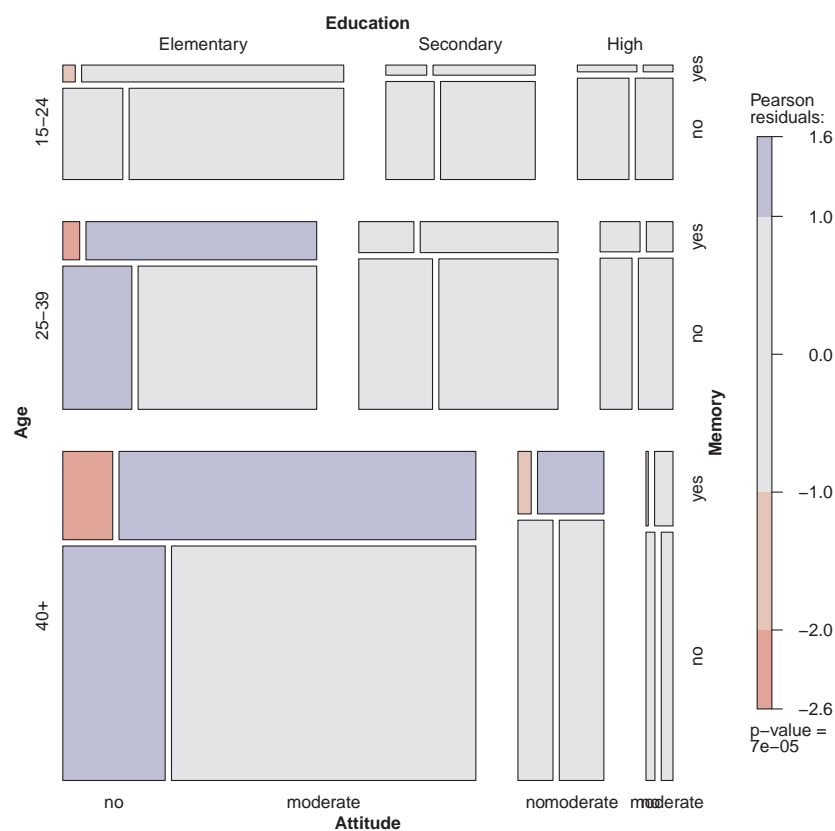 Education
Elementary Secondary High
15−24
yes
no
25−39
yes
no
40+
yes
no
Age
Memory
no moderate nomoderate no moderate
Attitude
Pearson
residuals:
1.6
1.0
0.0
−1.0
−2.0
−2.6
p−value =
7e−05